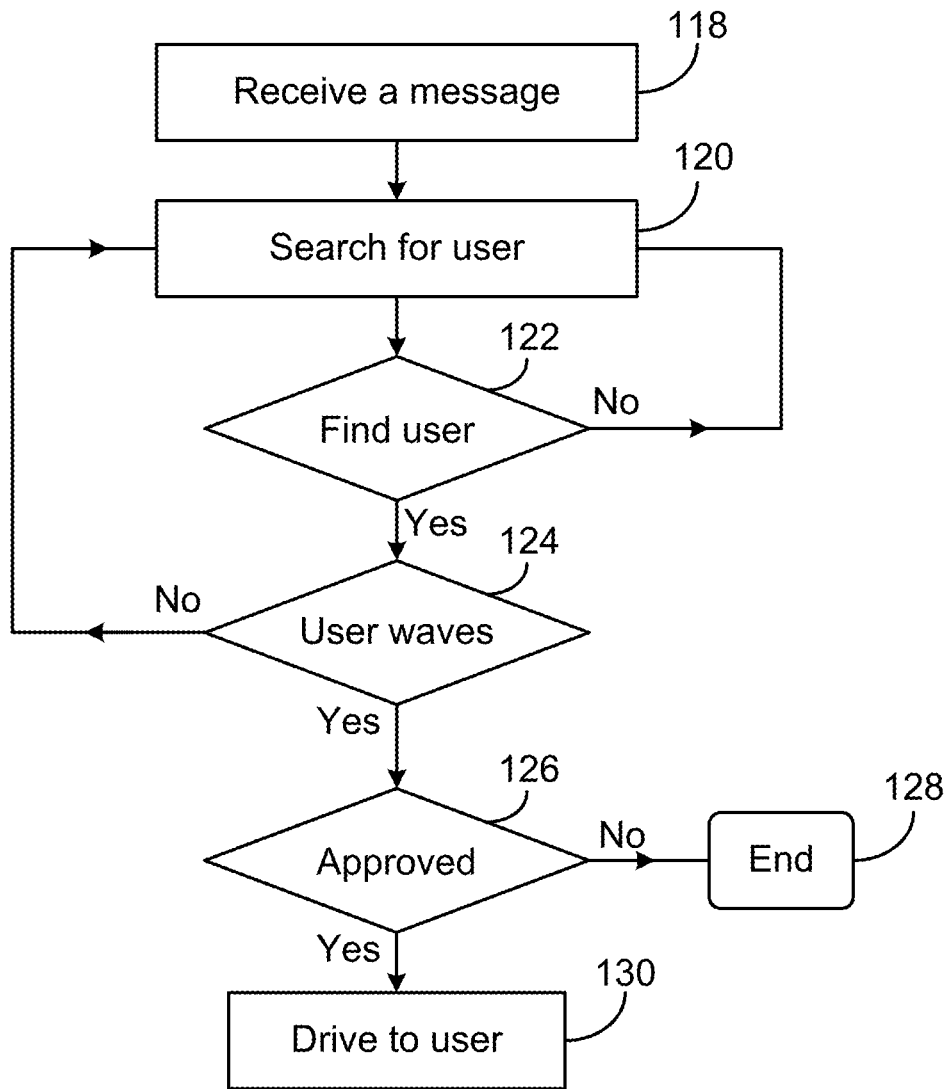 118
Receive a message
120
Search for user
122
Find user
No
Yes
124
No
User waves
Yes
126
128
Approved
No
End
Yes
130
Drive to user